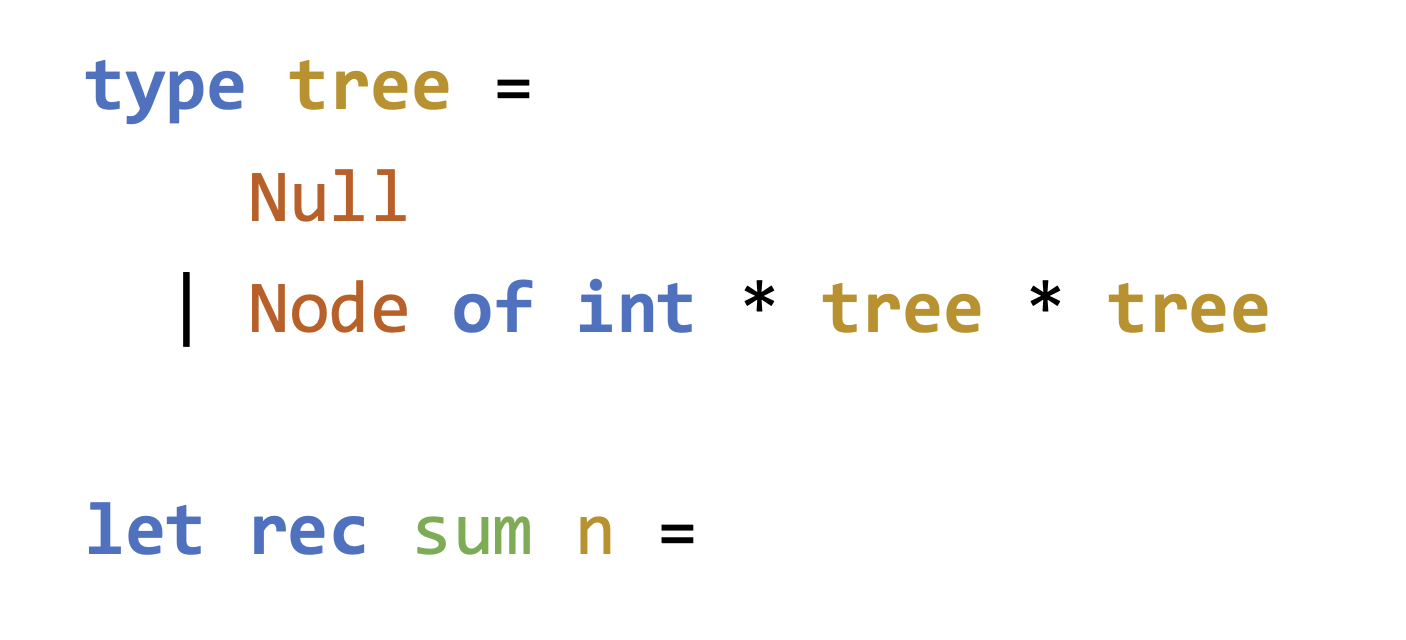 type tree =
    Null
  | Node of int * tree * tree
let rec sum n =